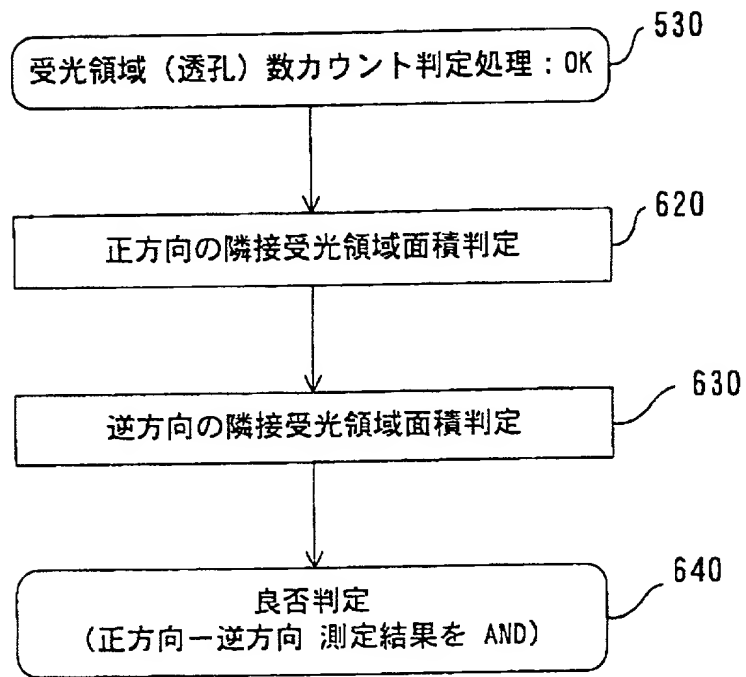 530
受光領域（透孔）数カウント判定処理：OK
620
正方向の隣接受光領域面積判定
630
逆方向の隣接受光領域面積判定
640
良否判定
(正方向ー逆方向 測定結果を AND)